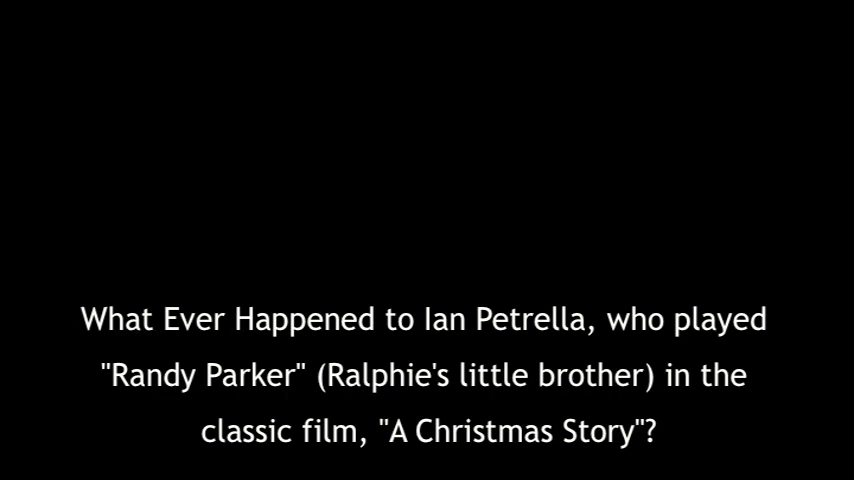 What Ever Happened to Ian Petrella, who played
"Randy Parker" (Ralphie's little brother) in the
classic film, "A Christmas Story"?